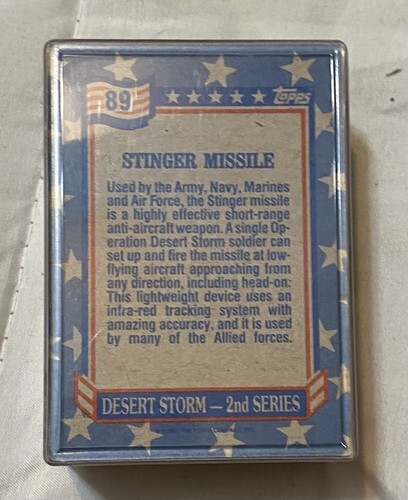 89
TOPPS
STINGER MISSILE
Used by the Army, Navy, Marines
and Air Force, the Stinger missile
is a highly effective short-range
anti-aircraft weapon. A single Op-
eration Desert Storm soldier can
set up and fire the missile at low-
flying aircraft approaching from
any direction, including head-on.
This lightweight device uses an
infra-red tracking system with
amazing accuracy, and it is used
by many of the Allied forces.
DESERT STORM — 2nd SERIES